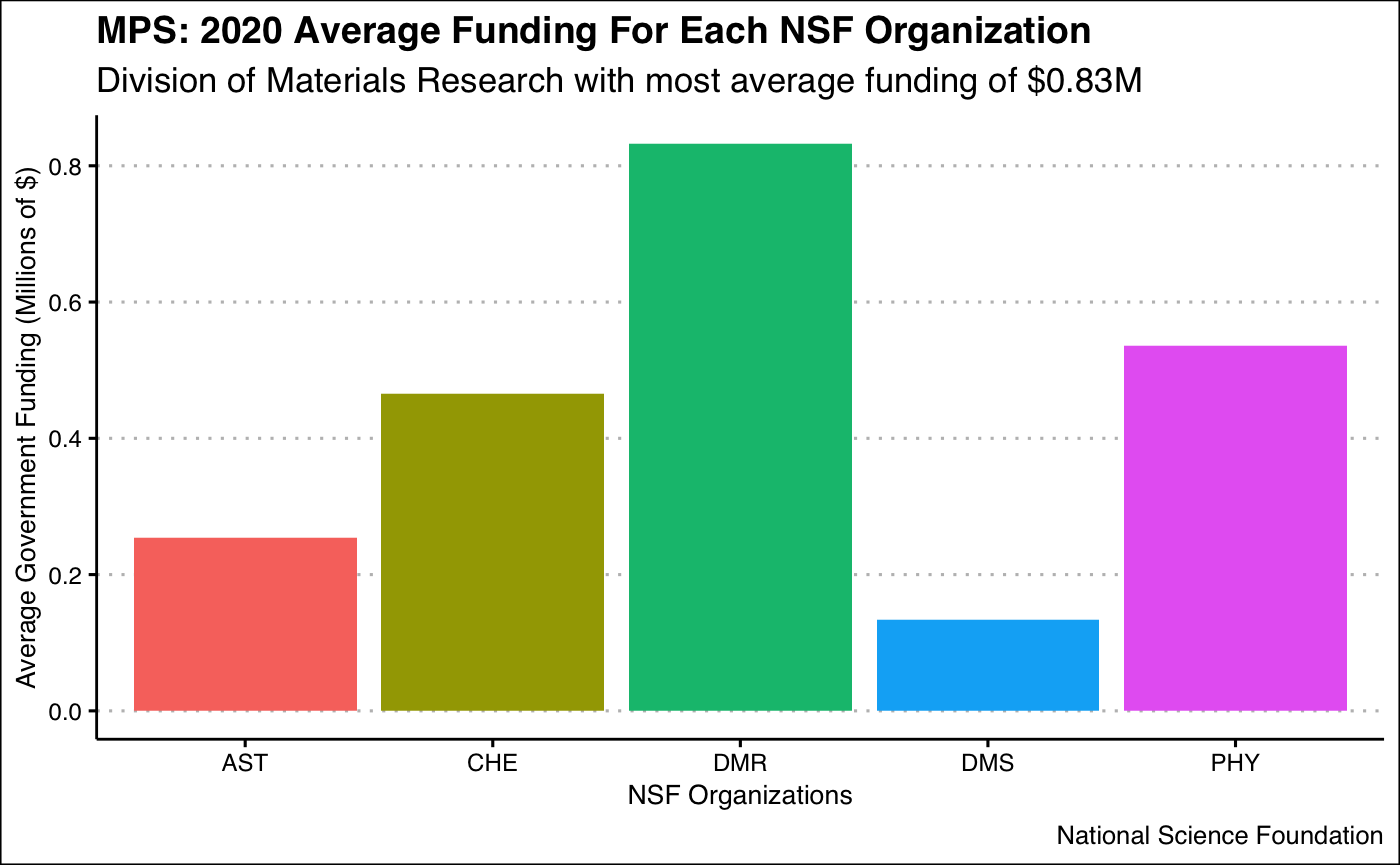 MPS: 2020 Average Funding For Each NSF Organization
Division of Materials Research with most average funding of $0.83M
Average Government Funding (Millions of $)
0.8
0.6
0.4
0.2
0.0
AST CHE DMR DMS PHY
NSF Organizations
National Science Foundation